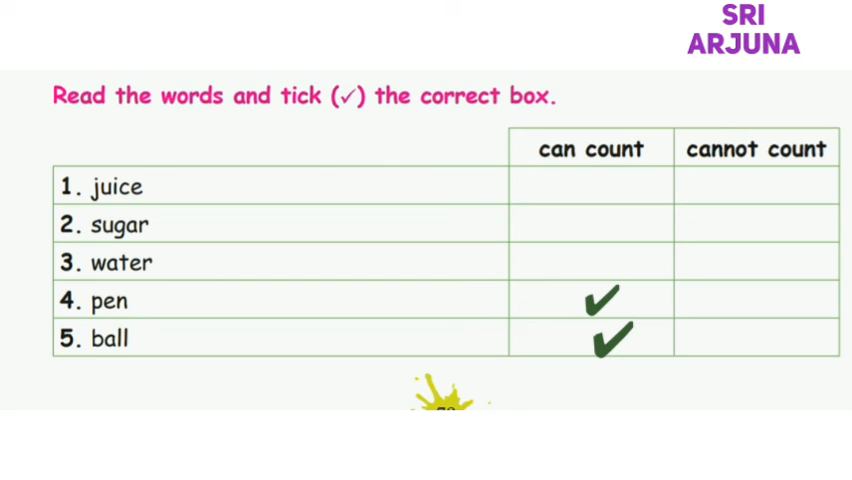 SRI
ARJUNA
Read the words and tick (✓) the correct box.
can count cannot count
1. juice
2. sugar
3. water
4. pen ✔
5. ball ✔